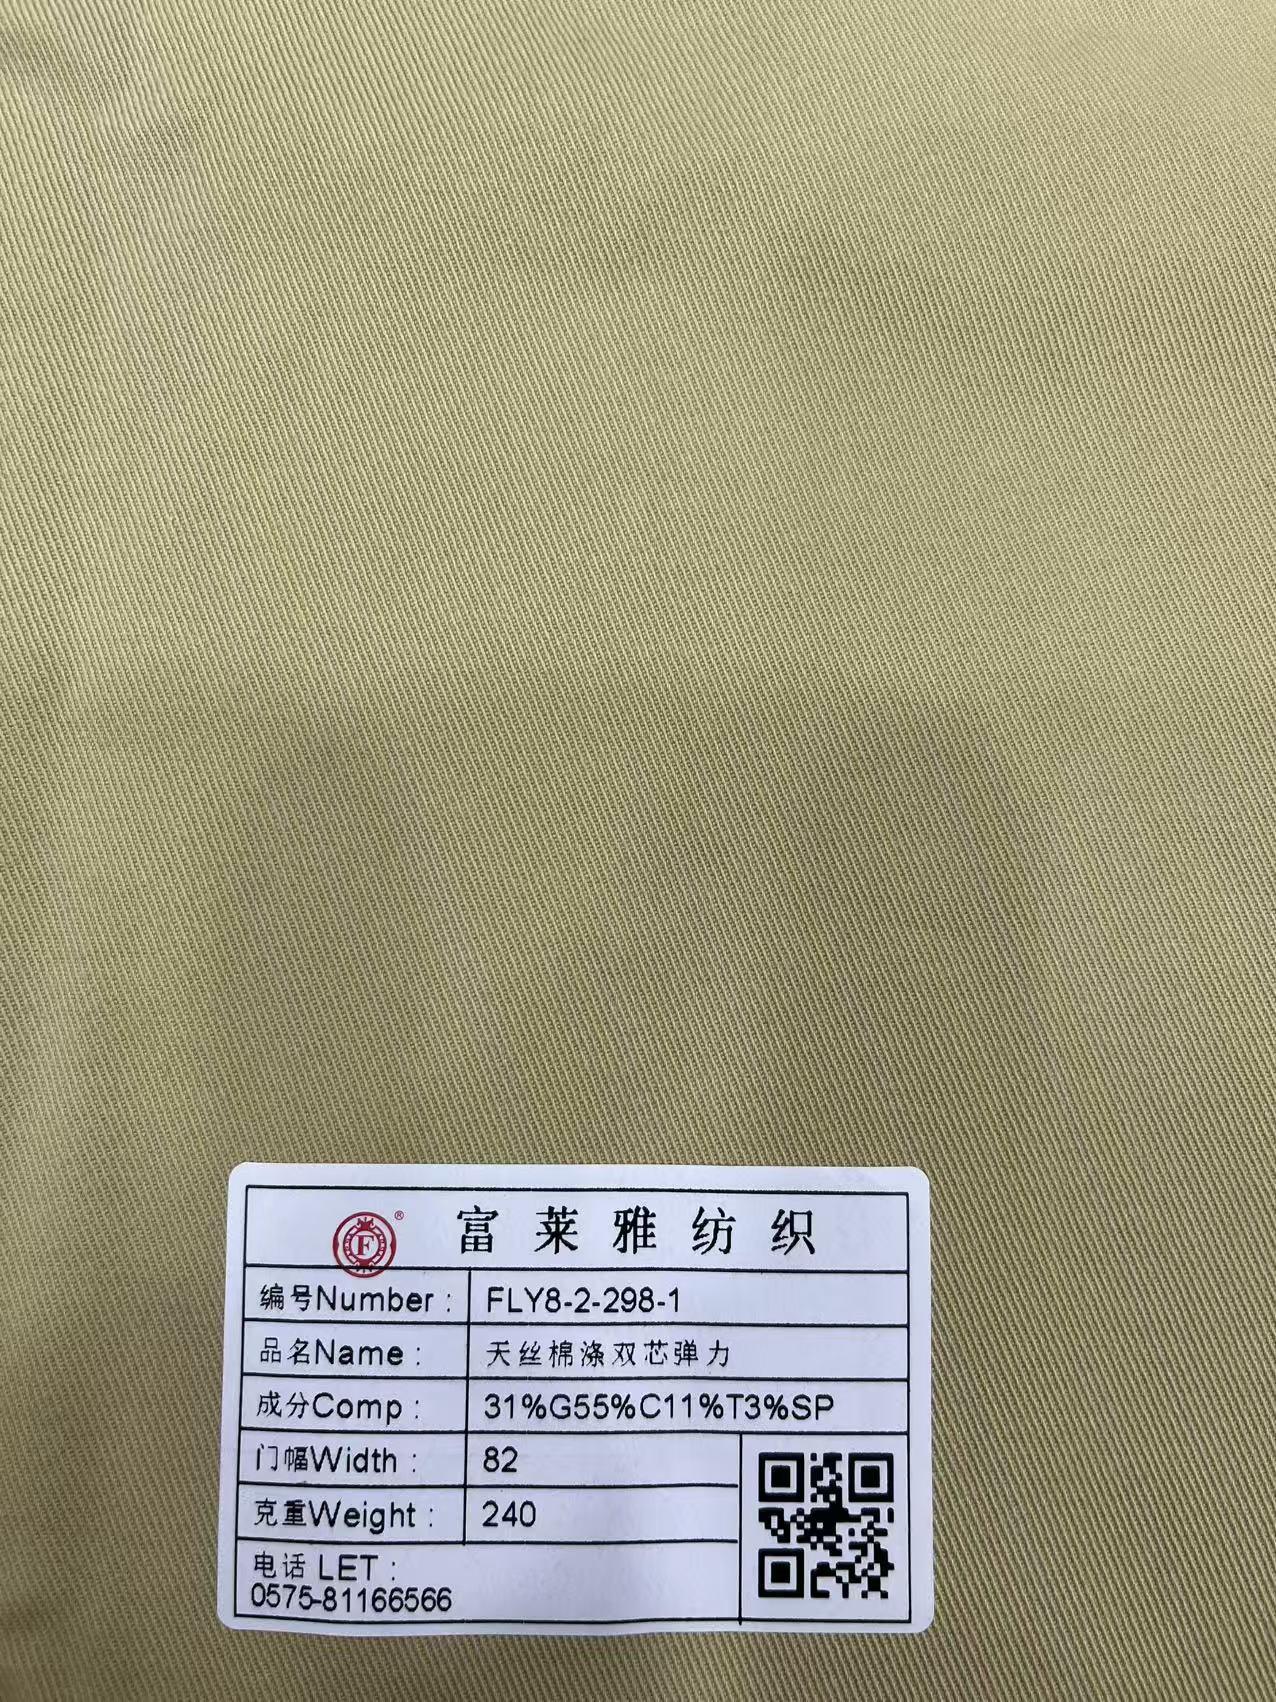 F ®
富莱雅纺织
编号Number: FLY8-2-298-1
品名Name: 天丝棉涤双芯弹力
成分Comp: 31%G55%C11%T3%SP
门幅Width: 82
克重Weight: 240
电话 LET:
0575-81166566